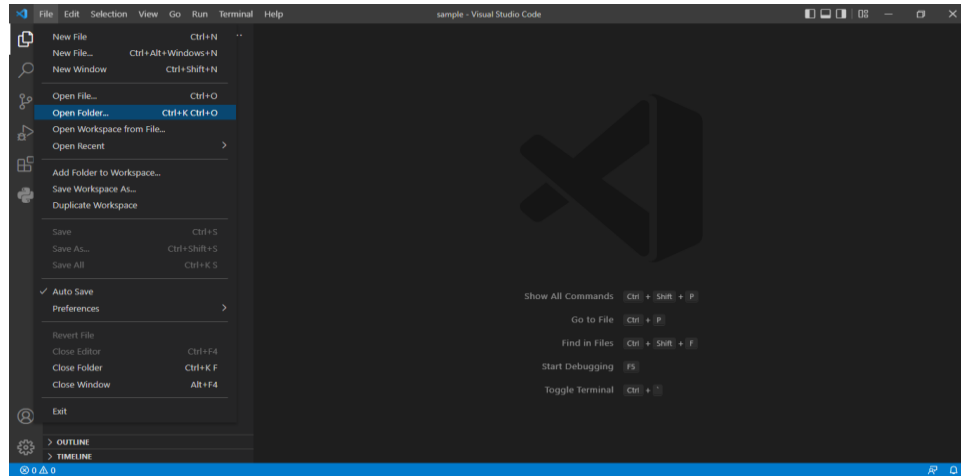 File Edit Selection View Go Run Terminal Help sample - Visual Studio Code
New File Ctrl+N
New File... Ctrl+Alt+Windows+N
New Window Ctrl+Shift+N
Open File... Ctrl+O
Open Folder... Ctrl+K Ctrl+O
Open Workspace from File...
Open Recent
Add Folder to Workspace...
Save Workspace As...
Duplicate Workspace
Save Ctrl+S
Save As... Ctrl+Shift+S
Save All Ctrl+K S
Auto Save
Preferences
Revert File
Close Editor Ctrl+F4
Close Folder Ctrl+K F
Close Window Alt+F4
Exit
Show All Commands Ctrl + Shift + P
Go to File Ctrl + P
Find in Files Ctrl + Shift + F
Start Debugging F5
Toggle Terminal Ctrl + `
OUTLINE
TIMELINE
0 0